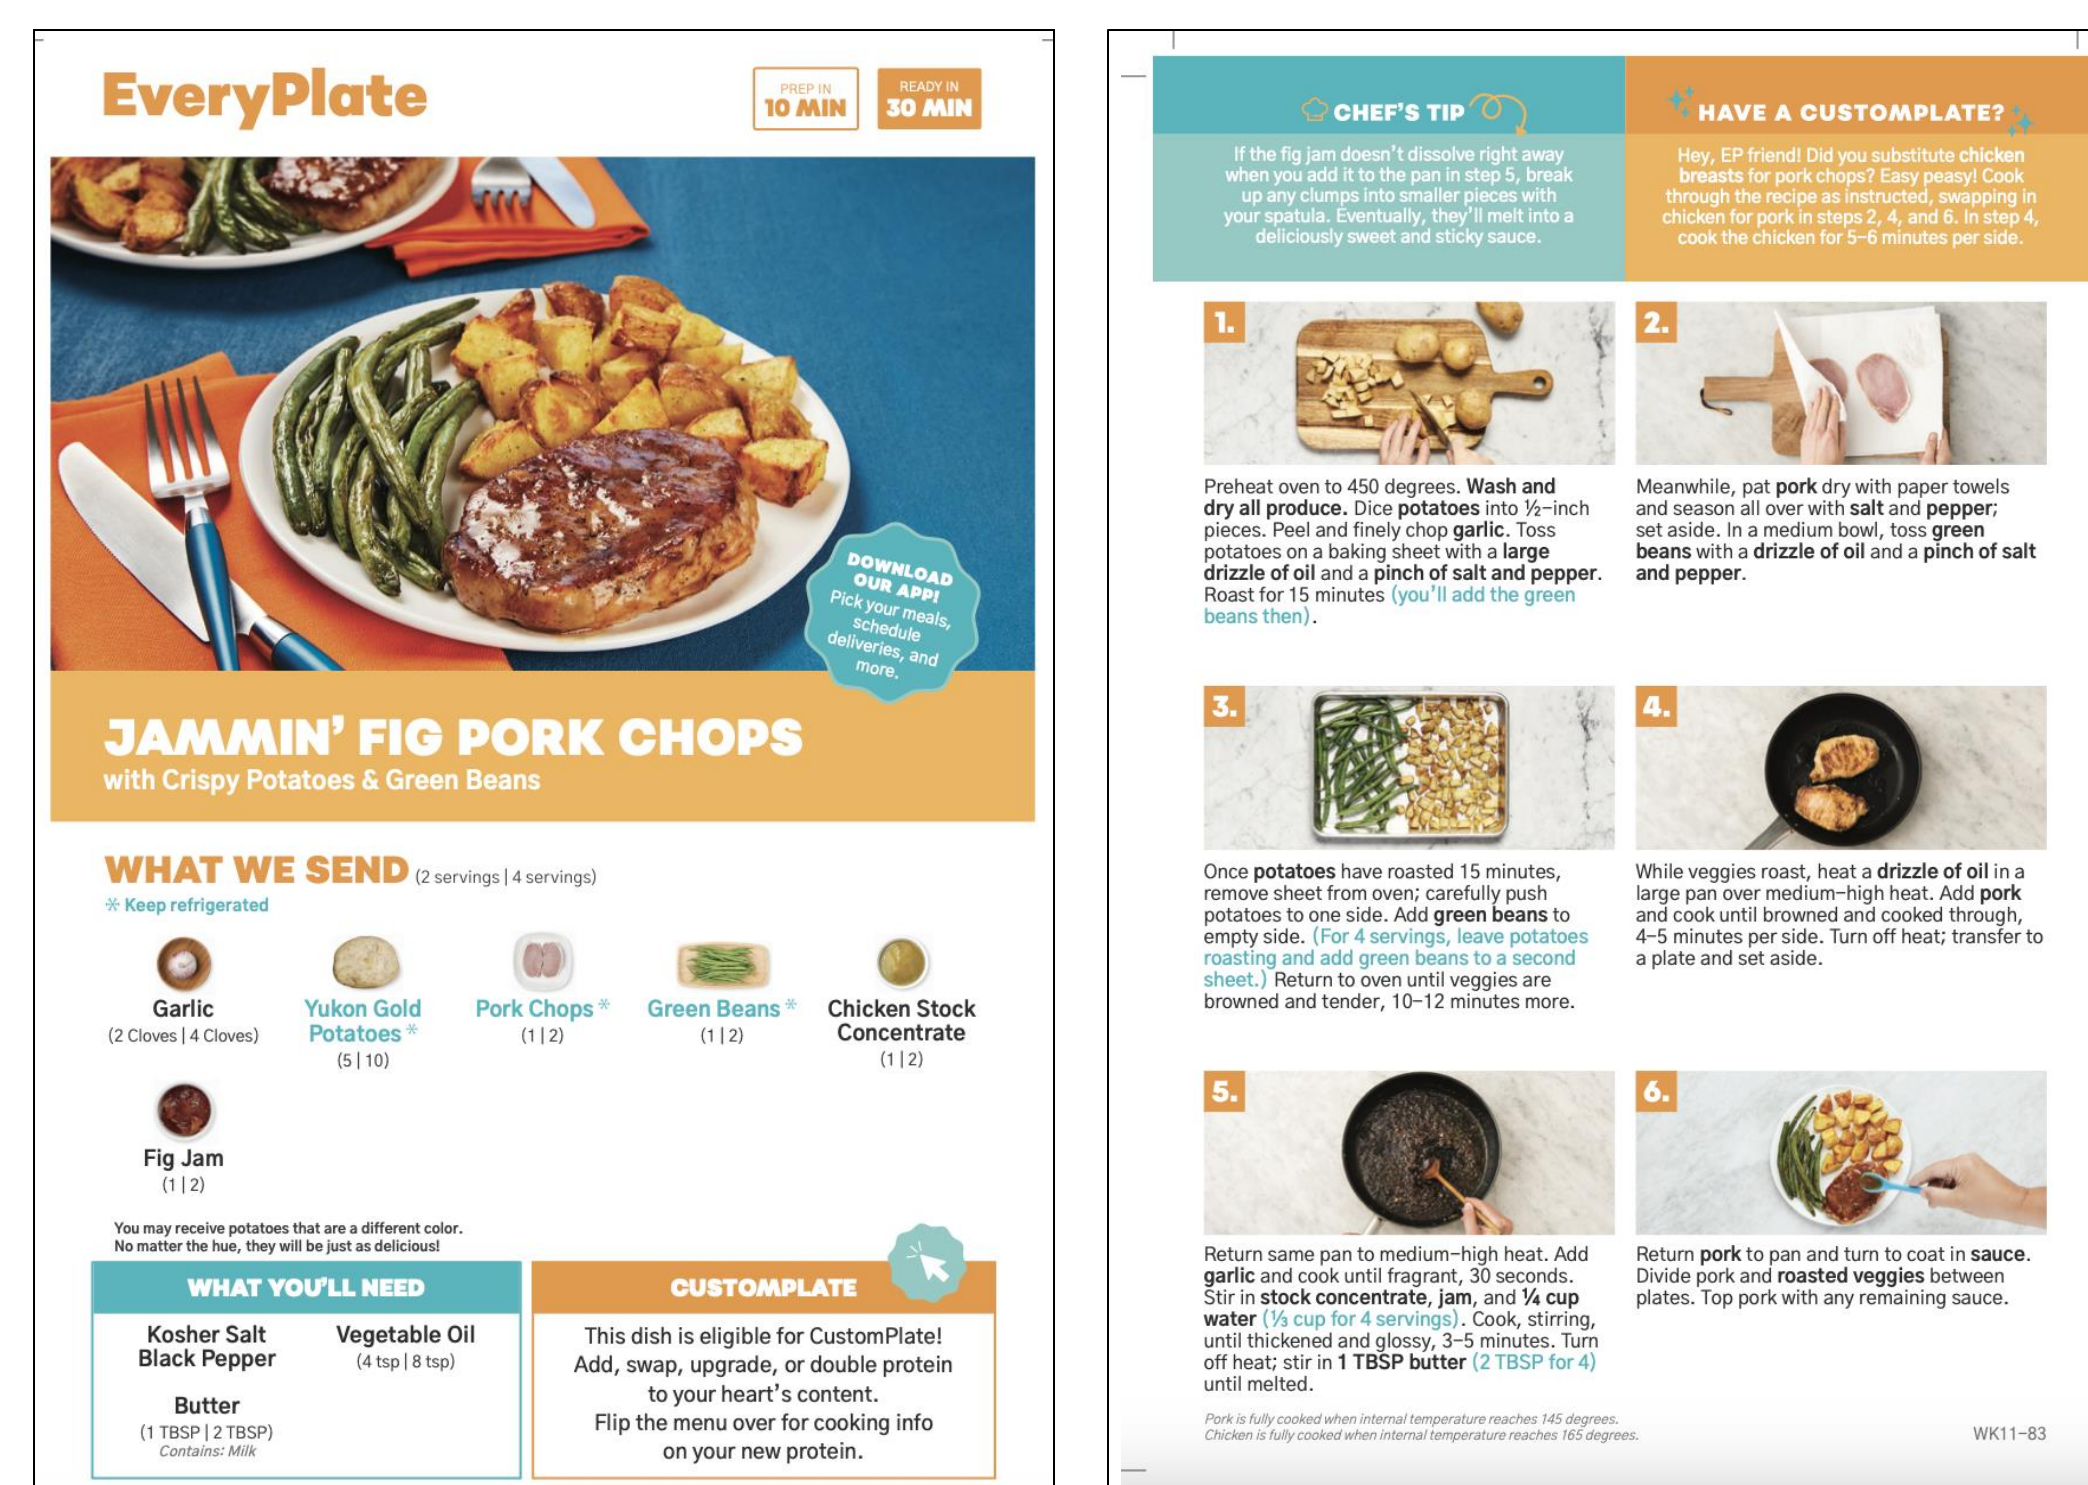 EveryPlate
PREP IN
10 MIN
READY IN
30 MIN
DOWNLOAD
OUR APP!
Pick your meals,
schedule
deliveries, and
more.
JAMMIN' FIG PORK CHOPS
with Crispy Potatoes & Green Beans
WHAT WE SEND (2 servings | 4 servings)
* Keep refrigerated
Garlic
(2 Cloves | 4 Cloves)
Yukon Gold
Potatoes *
(5 | 10)
Pork Chops *
(1 | 2)
Green Beans *
(1 | 2)
Chicken Stock
Concentrate
(1 | 2)
Fig Jam
(1 | 2)
You may receive potatoes that are a different color.
No matter the hue, they will be just as delicious!
WHAT YOU'LL NEED
Kosher Salt
Black Pepper
Vegetable Oil
(4 tsp | 8 tsp)
Butter
(1 TBSP | 2 TBSP)
Contains: Milk
CUSTOMPLATE
This dish is eligible for CustomPlate!
Add, swap, upgrade, or double protein
to your heart's content.
Flip the menu over for cooking info
on your new protein.
CHEF'S TIP
If the fig jam doesn't dissolve right away
when you add it to the pan in step 5, break
up any clumps into smaller pieces with
your spatula. Eventually, they'll melt into a
deliciously sweet and sticky sauce.
HAVE A CUSTOMPLATE?
Hey, EP friend! Did you substitute chicken
breasts for pork chops? Easy peasy! Cook
through the recipe as instructed, swapping in
chicken for pork in steps 2, 4, and 6. In step 4,
cook the chicken for 5–6 minutes per side.
1.
Preheat oven to 450 degrees. Wash and
dry all produce. Dice potatoes into ½-inch
pieces. Peel and finely chop garlic. Toss
potatoes on a baking sheet with a large
drizzle of oil and a pinch of salt and pepper.
Roast for 15 minutes (you'll add the green
beans then).
2.
Meanwhile, pat pork dry with paper towels
and season all over with salt and pepper;
set aside. In a medium bowl, toss green
beans with a drizzle of oil and a pinch of salt
and pepper.
3.
Once potatoes have roasted 15 minutes,
remove sheet from oven; carefully push
potatoes to one side. Add green beans to
empty side. (For 4 servings, leave potatoes
roasting and add green beans to a second
sheet.) Return to oven until veggies are
browned and tender, 10–12 minutes more.
4.
While veggies roast, heat a drizzle of oil in a
large pan over medium-high heat. Add pork
and cook until browned and cooked through,
4–5 minutes per side. Turn off heat; transfer to
a plate and set aside.
5.
Return same pan to medium-high heat. Add
garlic and cook until fragrant, 30 seconds.
Stir in stock concentrate, jam, and ¼ cup
water (⅓ cup for 4 servings). Cook, stirring,
until thickened and glossy, 3–5 minutes. Turn
off heat; stir in 1 TBSP butter (2 TBSP for 4)
until melted.
6.
Return pork to pan and turn to coat in sauce.
Divide pork and roasted veggies between
plates. Top pork with any remaining sauce.
Pork is fully cooked when internal temperature reaches 145 degrees.
Chicken is fully cooked when internal temperature reaches 165 degrees.
WK11-83